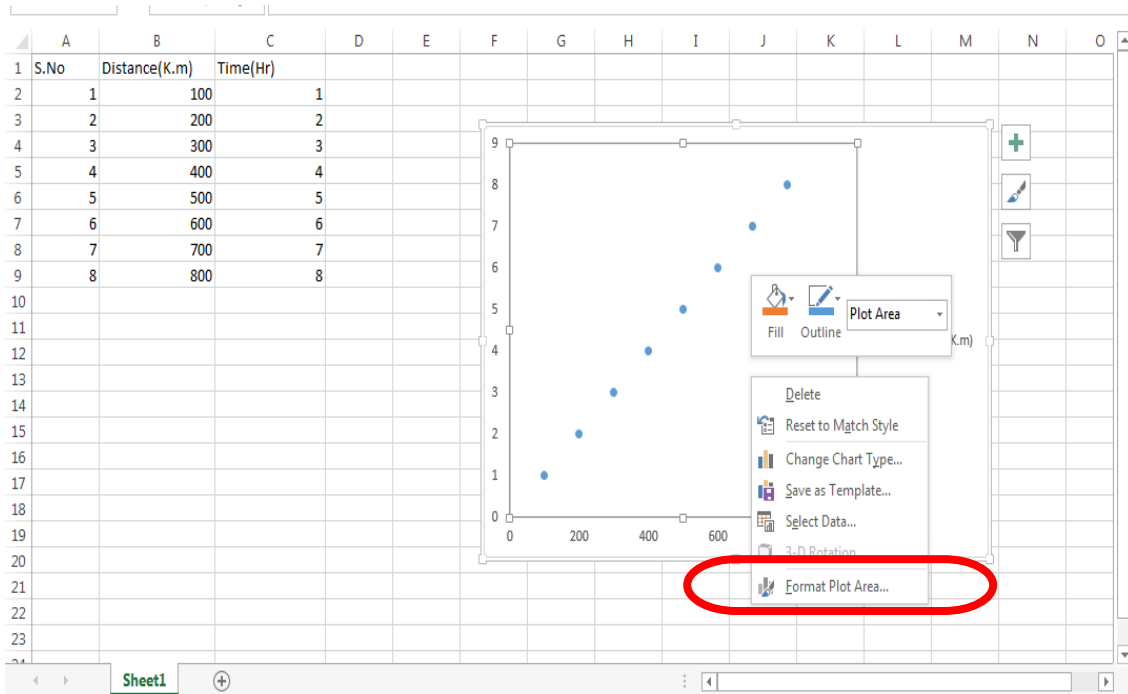 A B C D E F G H I J K L M N O
1 S.No Distance(K.m) Time(Hr)
2 1 100 1
3 2 200 2
4 3 300 3
5 4 400 4
6 5 500 5
7 6 600 6
8 7 700 7
9 8 800 8
10
11
12
13
14
15
16
17
18
19
20
21
22
23
24
9
8
7
6
5
4
3
2
1
0
0 200 400 600
K.m)
Fill Outline Plot Area
Delete
Reset to Match Style
Change Chart Type...
Save as Template...
Select Data...
3-D Rotation
Format Plot Area...
Sheet1